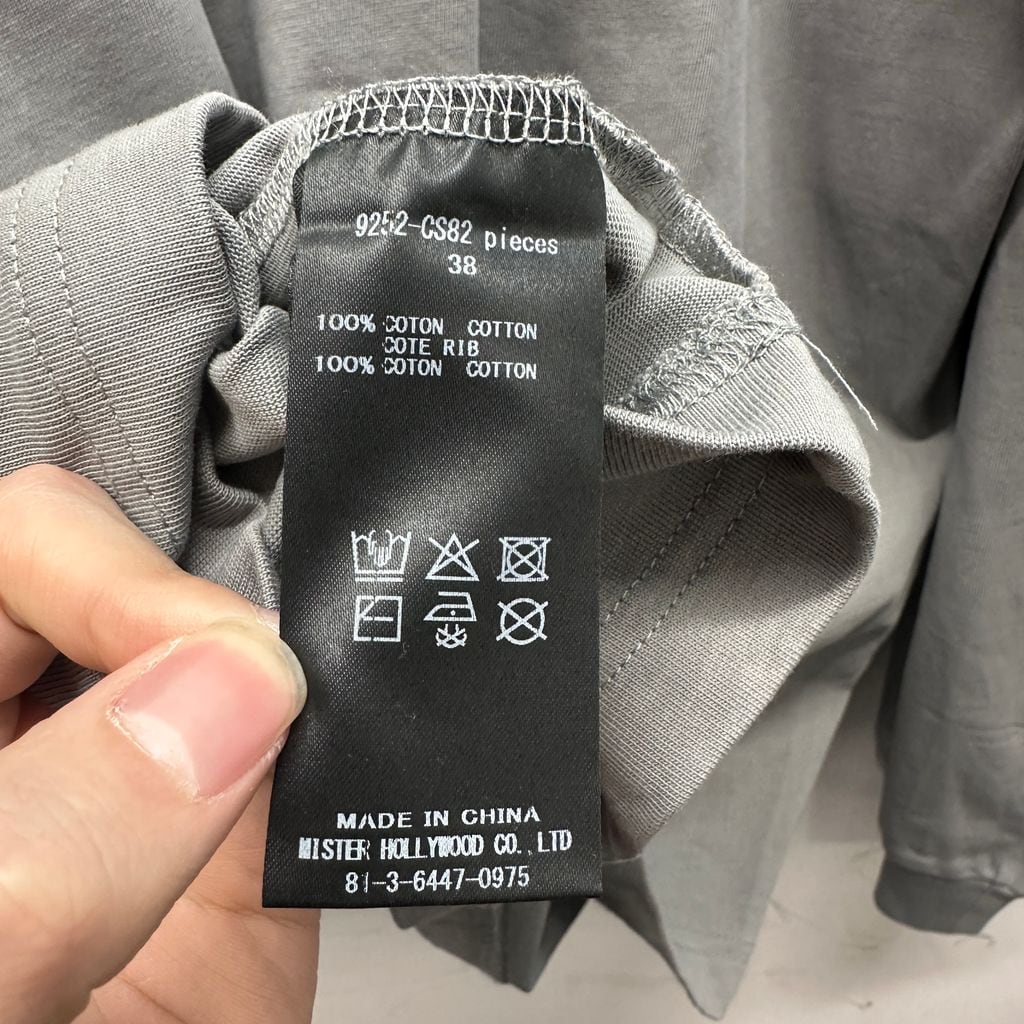 9252-CS82 pieces
38
100% COTON COTTON
COTE RIB
100% COTON COTTON
MADE IN CHINA
MISTER HOLLYWOOD CO.,LTD
81-3-6447-0975